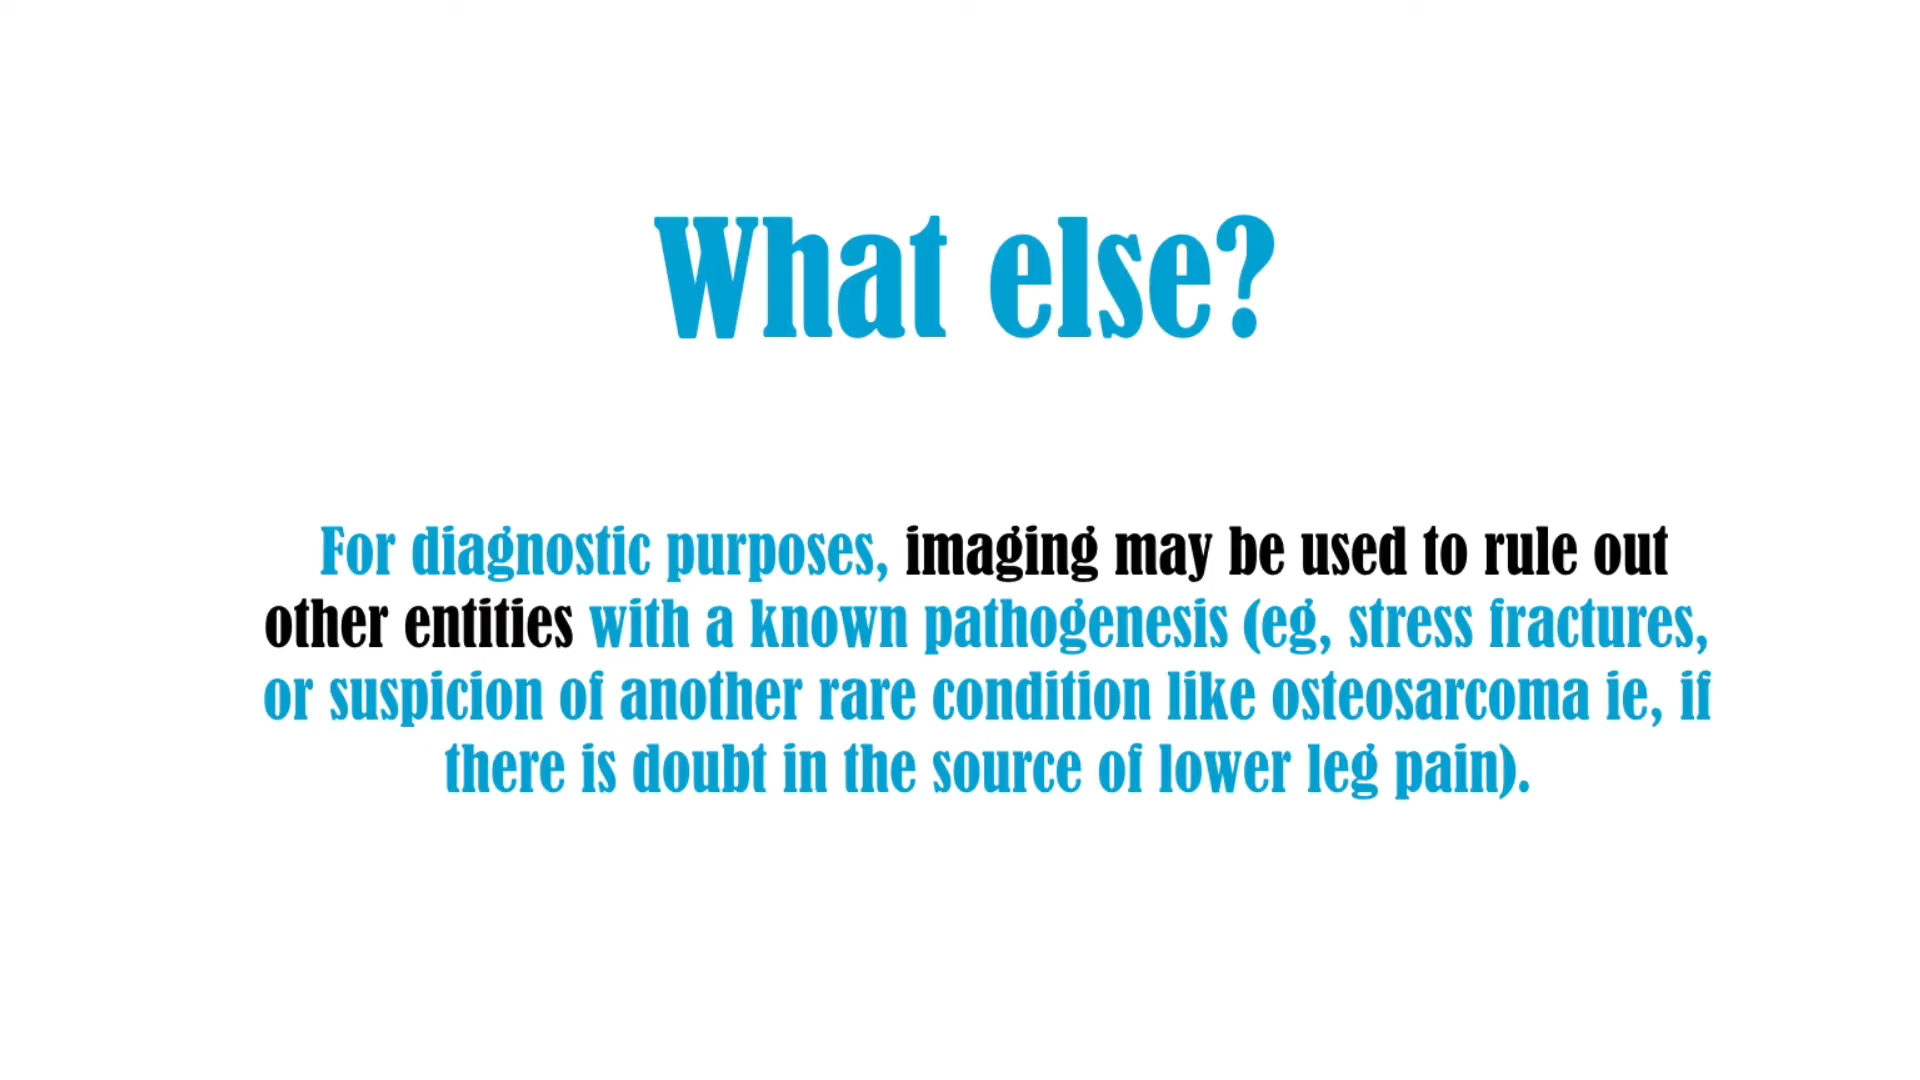 What else?
For diagnostic purposes, imaging may be used to rule out
other entities with a known pathogenesis (eg, stress fractures,
or suspicion of another rare condition like osteosarcoma ie, if
there is doubt in the source of lower leg pain).